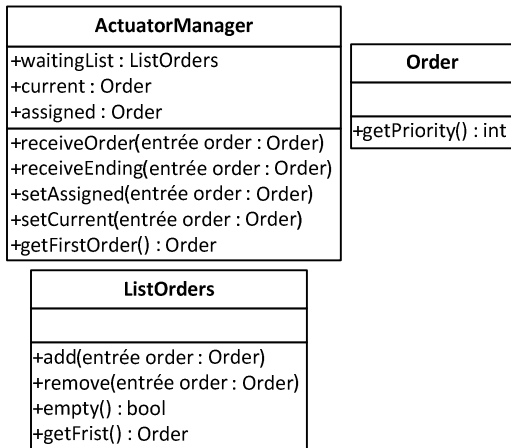 ActuatorManager
+waitingList : ListOrders
+current : Order
+assigned : Order
+receiveOrder(entrée order : Order)
+receiveEnding(entrée order : Order)
+setAssigned(entrée order : Order)
+setCurrent(entrée order : Order)
+getFirstOrder() : Order
Order
+getPriority() : int
ListOrders
+add(entrée order : Order)
+remove(entrée order : Order)
+empty() : bool
+getFrist() : Order